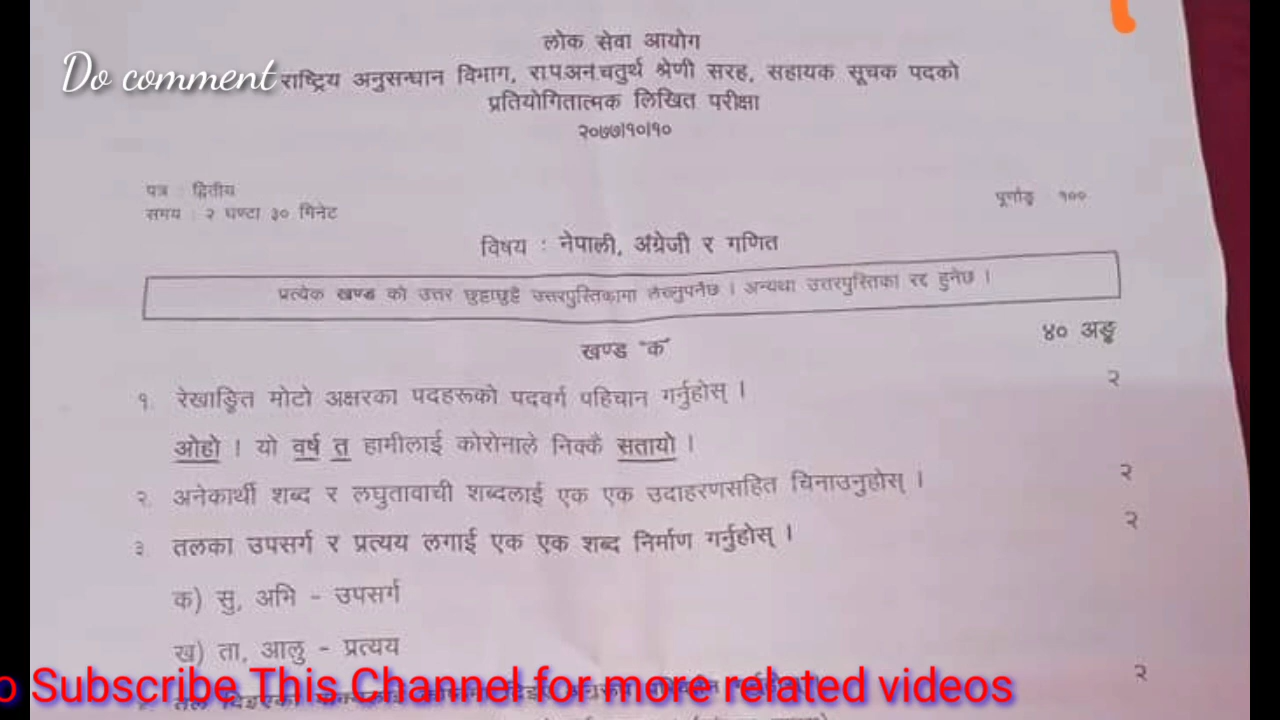 लोक सेवा आयोग
Do comment
राष्ट्रिय अनुसन्धान विभाग, रापअनं चतुर्थ श्रेणी सरह, सहायक सूचक पदको
प्रतियोगितात्मक लिखित परीक्षा
२०७७।१०।१०
पत्र : द्वितीय
समय : २ घण्टा ३० मिनेट
पूर्णाङ्क : १००
विषय : नेपाली, अंग्रेजी र गणित
प्रत्येक खण्ड को उत्तर छुट्टाछुट्टै उत्तरपुस्तिकामा लेख्नुपर्नेछ । अन्यथा उत्तरपुस्तिका रद्द हुनेछ ।
खण्ड "क"
४० अङ्क
१. रेखाङ्कित मोटो अक्षरका पदहरूको पदवर्ग पहिचान गर्नुहोस् । २
ओहो । यो वर्ष त हामीलाई कोरोनाले निक्कै सतायो ।
२. अनेकार्थी शब्द र लघुतावाची शब्दलाई एक एक उदाहरणसहित चिनाउनुहोस् । २
३. तलका उपसर्ग र प्रत्यय लगाई एक एक शब्द निर्माण गर्नुहोस् । २
क) सु, अभि - उपसर्ग
ख) ता, आलु - प्रत्यय
Subscribe This Channel for more related videos
२